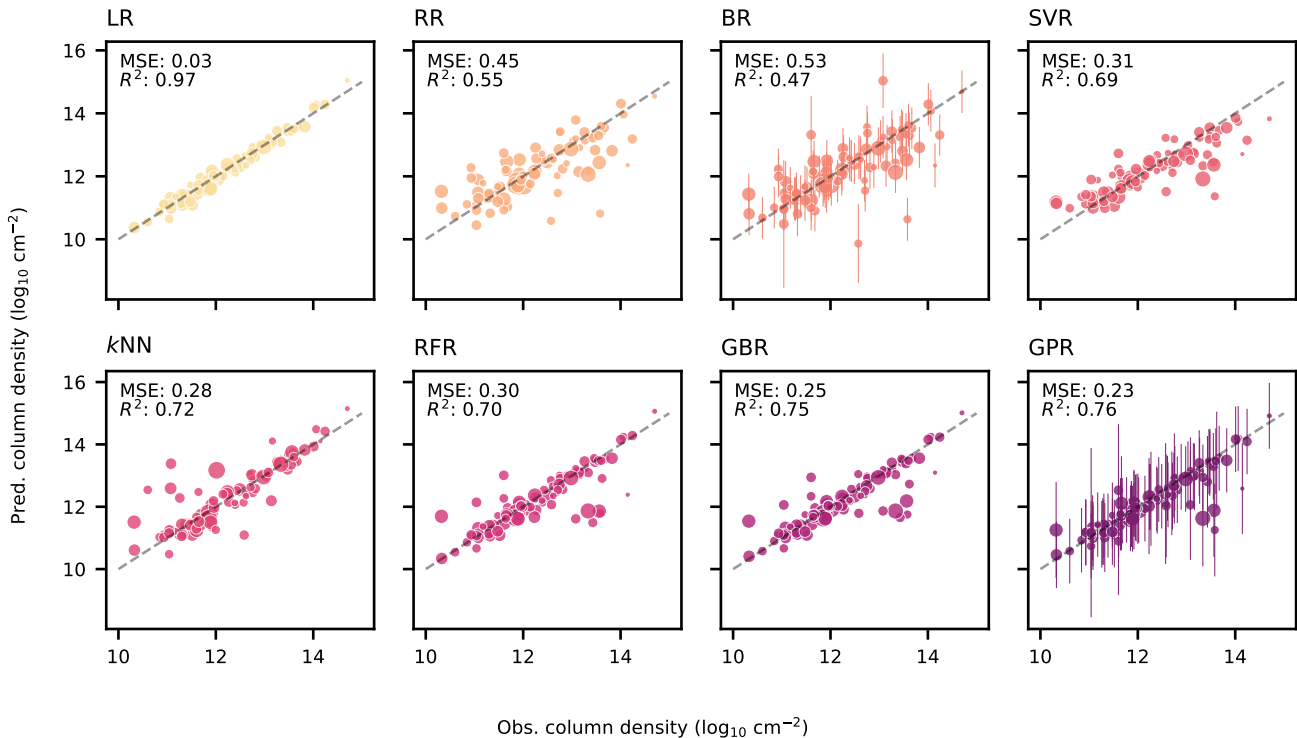 LR
RR
BR
SVR
16
14
12
10
MSE: 0.03
R²: 0.97
MSE: 0.45
R²: 0.55
MSE: 0.53
R²: 0.47
MSE: 0.31
R²: 0.69
Pred. column density (log₁₀ cm⁻²)
kNN
RFR
GBR
GPR
16
14
12
10
MSE: 0.28
R²: 0.72
MSE: 0.30
R²: 0.70
MSE: 0.25
R²: 0.75
MSE: 0.23
R²: 0.76
10 12 14
10 12 14
10 12 14
10 12 14
Obs. column density (log₁₀ cm⁻²)